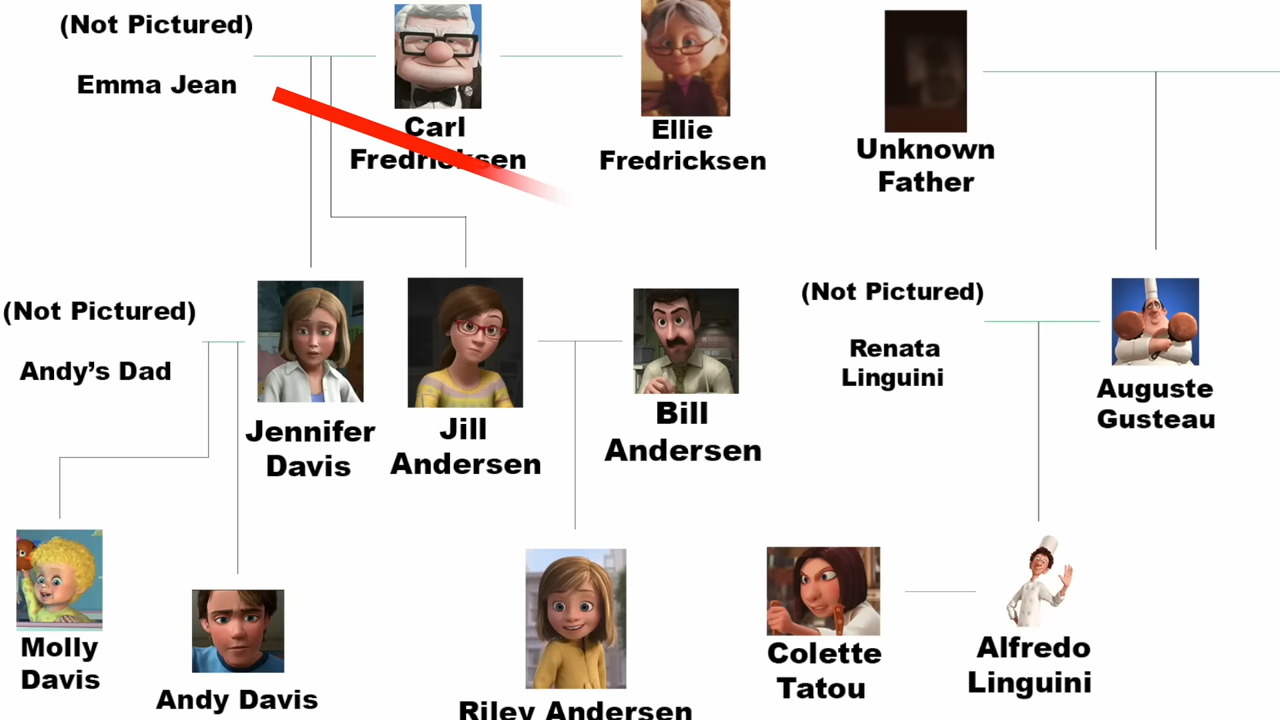 (Not Pictured)
Emma Jean
Carl
Fredricksen
Ellie
Fredricksen
Unknown
Father
(Not Pictured)
Andy’s Dad
Jennifer
Davis
Jill
Andersen
Bill
Andersen
(Not Pictured)
Renata
Linguini
Auguste
Gusteau
Molly
Davis
Andy Davis
Riley Andersen
Colette
Tatou
Alfredo
Linguini